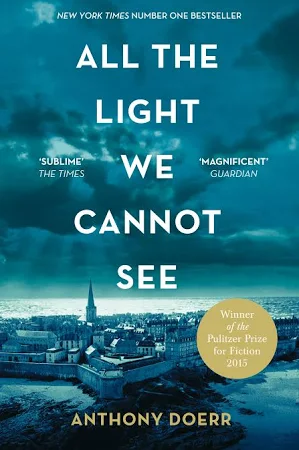 NEW YORK TIMES NUMBER ONE BESTSELLER
ALL THE
LIGHT
‘SUBLIME’
THE TIMES
WE
‘MAGNIFICENT’
GUARDIAN
CANNOT
SEE
Winner
of the
Pulitzer Prize
for Fiction
2015
ANTHONY DOERR